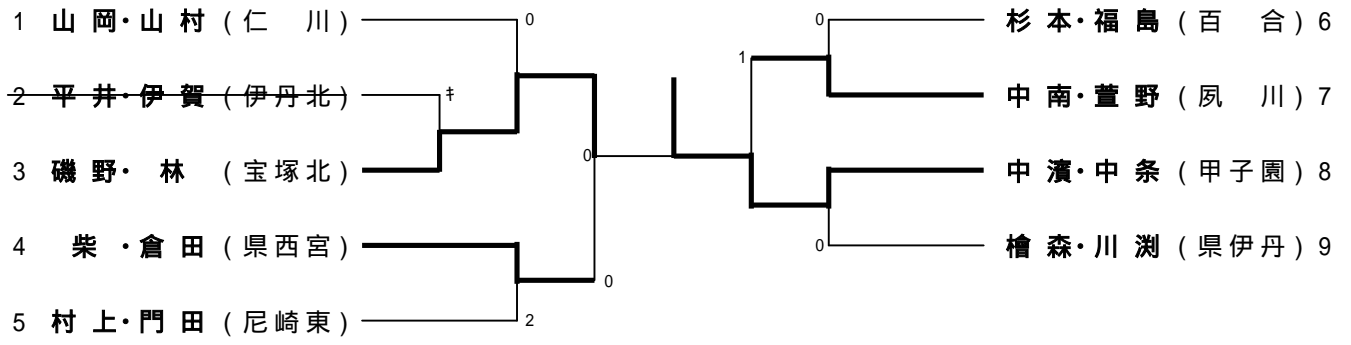 1 山岡・山村 (仁 川)
0
2 平井・伊賀 (伊丹北)
ｷ
3 磯野・林 (宝塚北)
0
4 柴・倉田 (県西宮)
0
5 村上・門田 (尼崎東)
2
0
杉本・福島 (百 合) 6
1
中南・萱野 (夙 川) 7
中濱・中条 (甲子園) 8
0
檜森・川渕 (県伊丹) 9